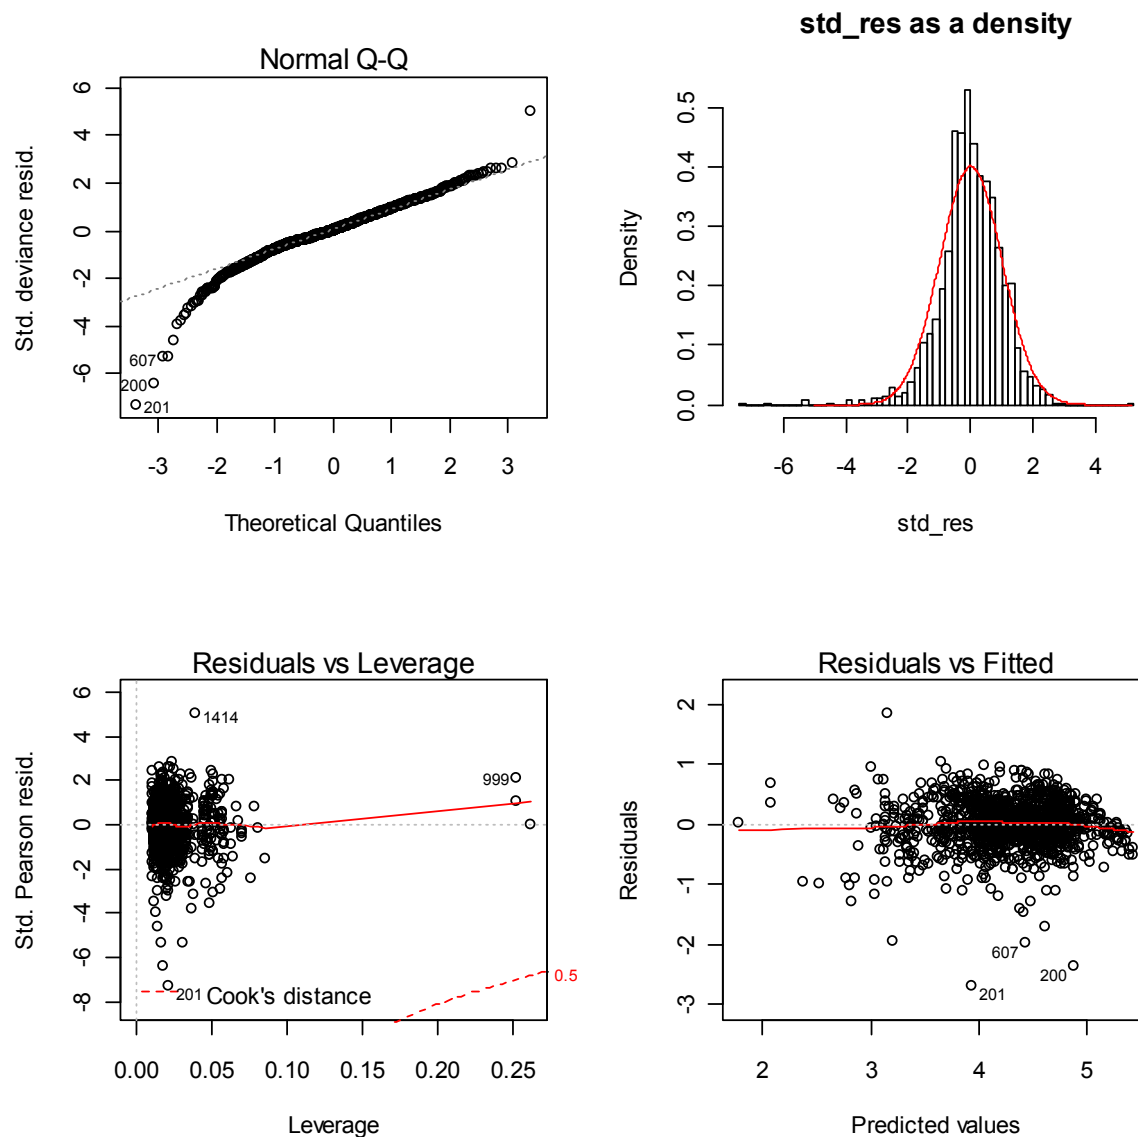 Normal Q-Q
Std. deviance resid.
6
4
2
0
-2
-4
-6
607
200
201
-3 -2 -1 0 1 2 3
Theoretical Quantiles
std_res as a density
Density
0.5
0.4
0.3
0.2
0.1
0.0
-6 -4 -2 0 2 4
std_res
Residuals vs Leverage
Std. Pearson resid.
6
4
2
0
-2
-4
-6
-8
1414
999
201
Cook's distance
0.5
0.00 0.05 0.10 0.15 0.20 0.25
Leverage
Residuals vs Fitted
Residuals
2
1
0
-1
-2
-3
607
200
201
2 3 4 5
Predicted values